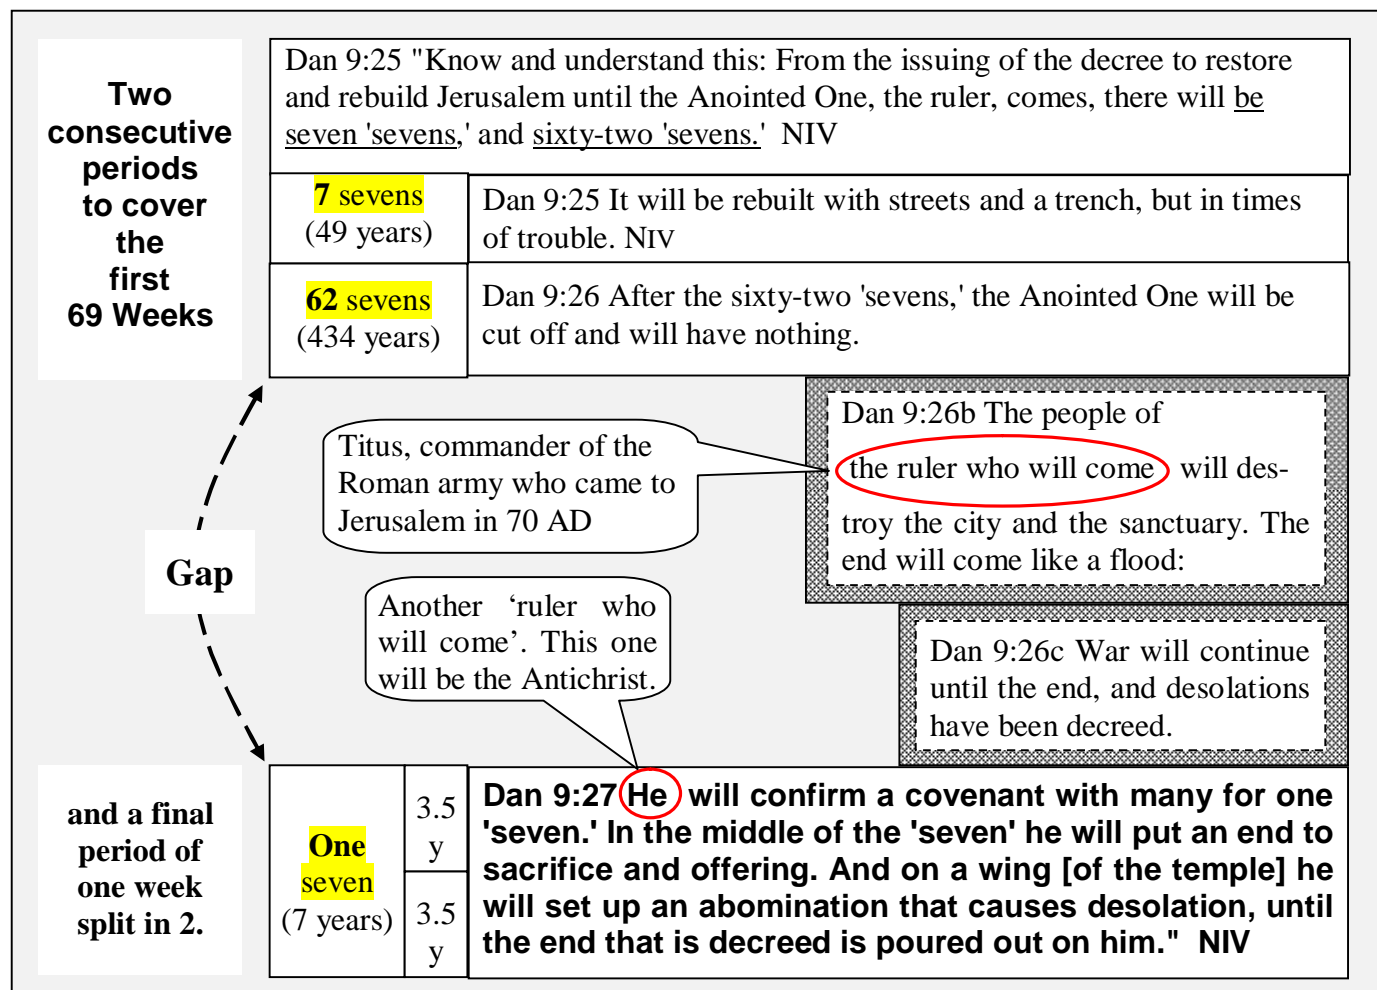 Two
consecutive
periods
to cover
the
first
69 Weeks
Dan 9:25 "Know and understand this: From the issuing of the decree to restore
and rebuild Jerusalem until the Anointed One, the ruler, comes, there will be
seven 'sevens,' and sixty-two 'sevens.' NIV
7 sevens
(49 years)
Dan 9:25 It will be rebuilt with streets and a trench, but in times
of trouble. NIV
62 sevens
(434 years)
Dan 9:26 After the sixty-two 'sevens,' the Anointed One will be
cut off and will have nothing.
Gap
Titus, commander of the
Roman army who came to
Jerusalem in 70 AD
Dan 9:26b The people of
the ruler who will come will des-
troy the city and the sanctuary. The
end will come like a flood:
Another ‘ruler who
will come’. This one
will be the Antichrist.
Dan 9:26c War will continue
until the end, and desolations
have been decreed.
and a final
period of
one week
split in 2.
One
seven
(7 years)
3.5
y
3.5
y
Dan 9:27 He will confirm a covenant with many for one
'seven.' In the middle of the 'seven' he will put an end to
sacrifice and offering. And on a wing [of the temple] he
will set up an abomination that causes desolation, until
the end that is decreed is poured out on him." NIV